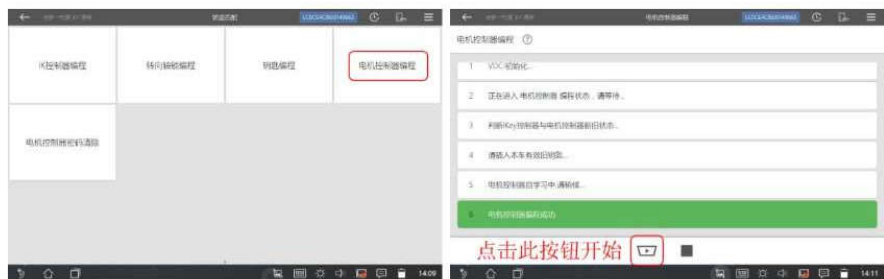 防盗匹配
iK控制器编程
转向轴锁编程
钥匙编程
电机控制器编程
电机控制器密码清除
14:09
电机控制器编程
电机控制器编程
1 VDC初始化...
2 正在进入 电机控制器 编程状态，请等待...
3 判断iKey控制器与电机控制器新旧状态...
4 请插入本车有效旧钥匙...
5 电机控制器自学习中,请稍候...
6 电机控制器编程成功
点击此按钮开始
14:11